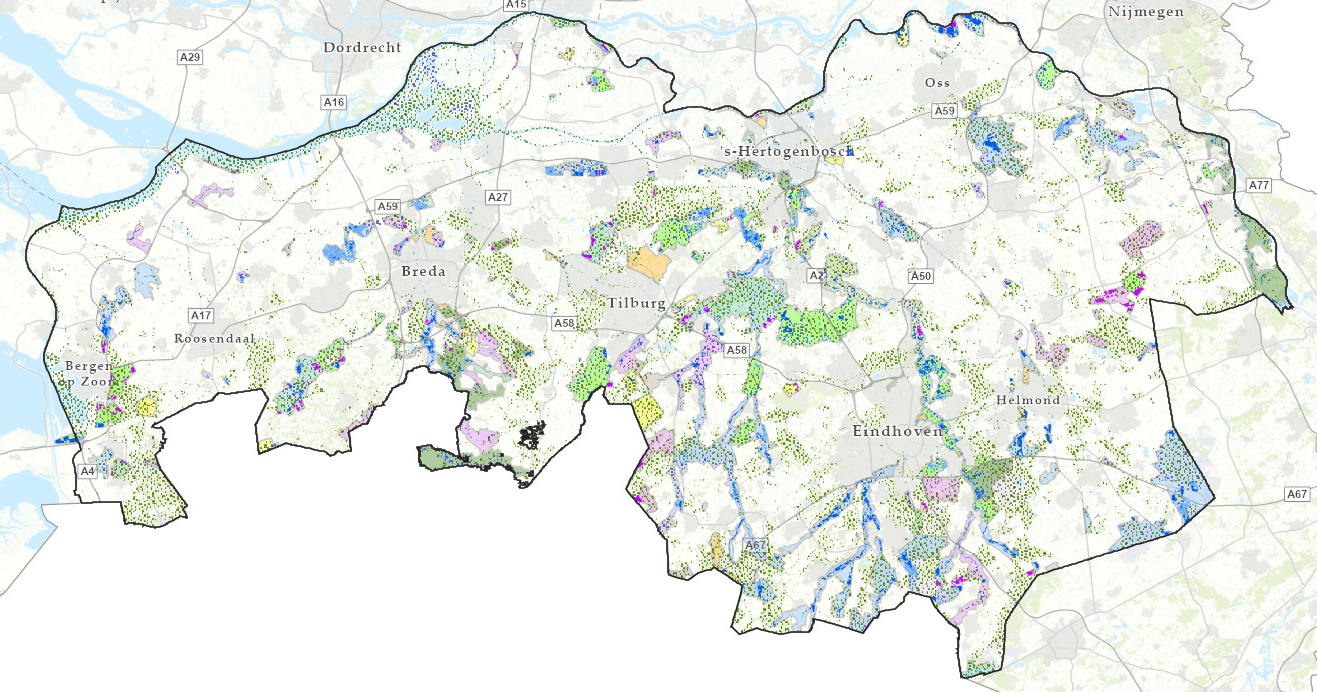 A15
Nijmegen
Dordrecht
A29
Oss
A16
A59
's-Hertogenbosch
A77
A27
A59
Breda
A2
A50
Tilburg
A17
A58
Roosendaal
A58
Bergen
op Zoom
Helmond
Eindhoven
A4
A67
A67